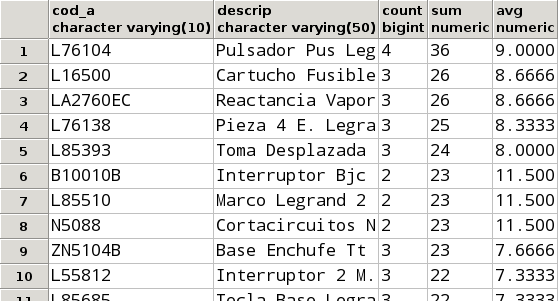 cod_a descrip count sum avg
character varying(10) character varying(50) bigint numeric numeric
1 L76104 Pulsador Pus Leg 4 36 9.0000
2 L16500 Cartucho Fusible 3 26 8.6666
3 LA2760EC Reactancia Vapor 3 26 8.6666
4 L76138 Pieza 4 E. Legra 3 25 8.3333
5 L85393 Toma Desplazada 3 24 8.0000
6 B10010B Interruptor Bjc 2 23 11.500
7 L85510 Marco Legrand 2 2 23 11.500
8 N5088 Cortacircuitos N 2 23 11.500
9 ZN5104B Base Enchufe Tt 3 23 7.6666
10 L55812 Interruptor 2 M. 3 22 7.3333
11 L85685 Tecla Base Legra 3 22 7.3333